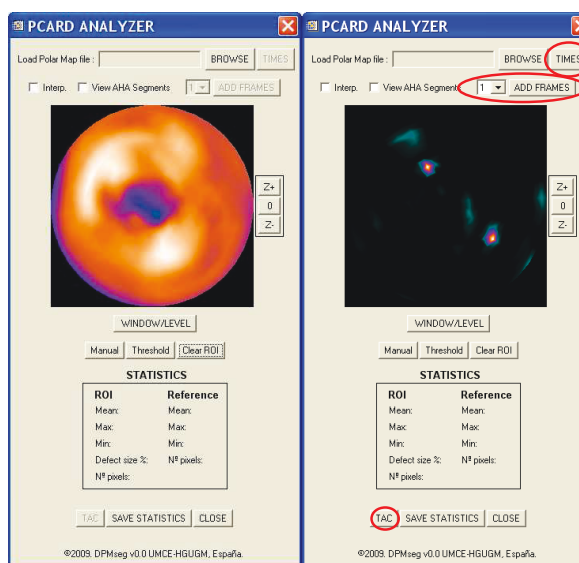 PCARD ANALYZER
Load Polar Map file : BROWSE TIMES
Interp. View AHA Segments 1 ADD FRAMES
Z+
0
Z-
WINDOW/LEVEL
Manual Threshold Clear ROI
STATISTICS
ROI Reference
Mean: Mean:
Max: Max:
Min: Min:
Defect size %: Nº pixels:
Nº pixels:
TAC SAVE STATISTICS CLOSE
©2009. DPMseg v0.0 UMCE-HGUGM, España.
PCARD ANALYZER
Load Polar Map file : BROWSE TIMES
Interp. View AHA Segments 1 ADD FRAMES
Z+
0
Z-
WINDOW/LEVEL
Manual Threshold Clear ROI
STATISTICS
ROI Reference
Mean: Mean:
Max: Max:
Min: Min:
Defect size %: Nº pixels:
Nº pixels:
TAC SAVE STATISTICS CLOSE
©2009. DPMseg v0.0 UMCE-HGUGM, España.